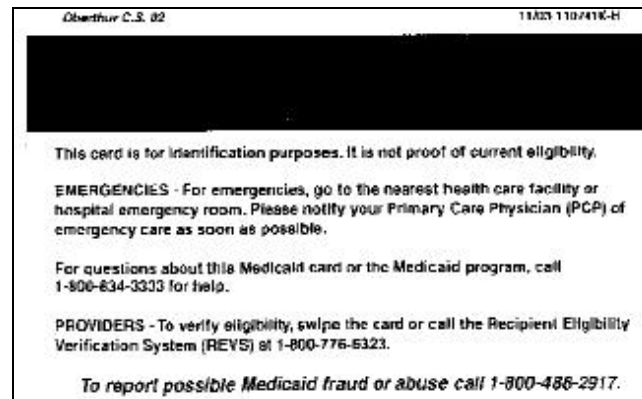 Oberthur C.S. 02
11/03 110741K-H
This card is for identification purposes. It is not proof of current eligibility.
EMERGENCIES - For emergencies, go to the nearest health care facility or
hospital emergency room. Please notify your Primary Care Physician (PCP) of
emergency care as soon as possible.
For questions about this Medicaid card or the Medicaid program, call
1-800-834-3333 for help.
PROVIDERS - To verify eligibility, swipe the card or call the Recipient Eligibility
Verification System (REVS) at 1-800-776-6323.
To report possible Medicaid fraud or abuse call 1-800-488-2917.